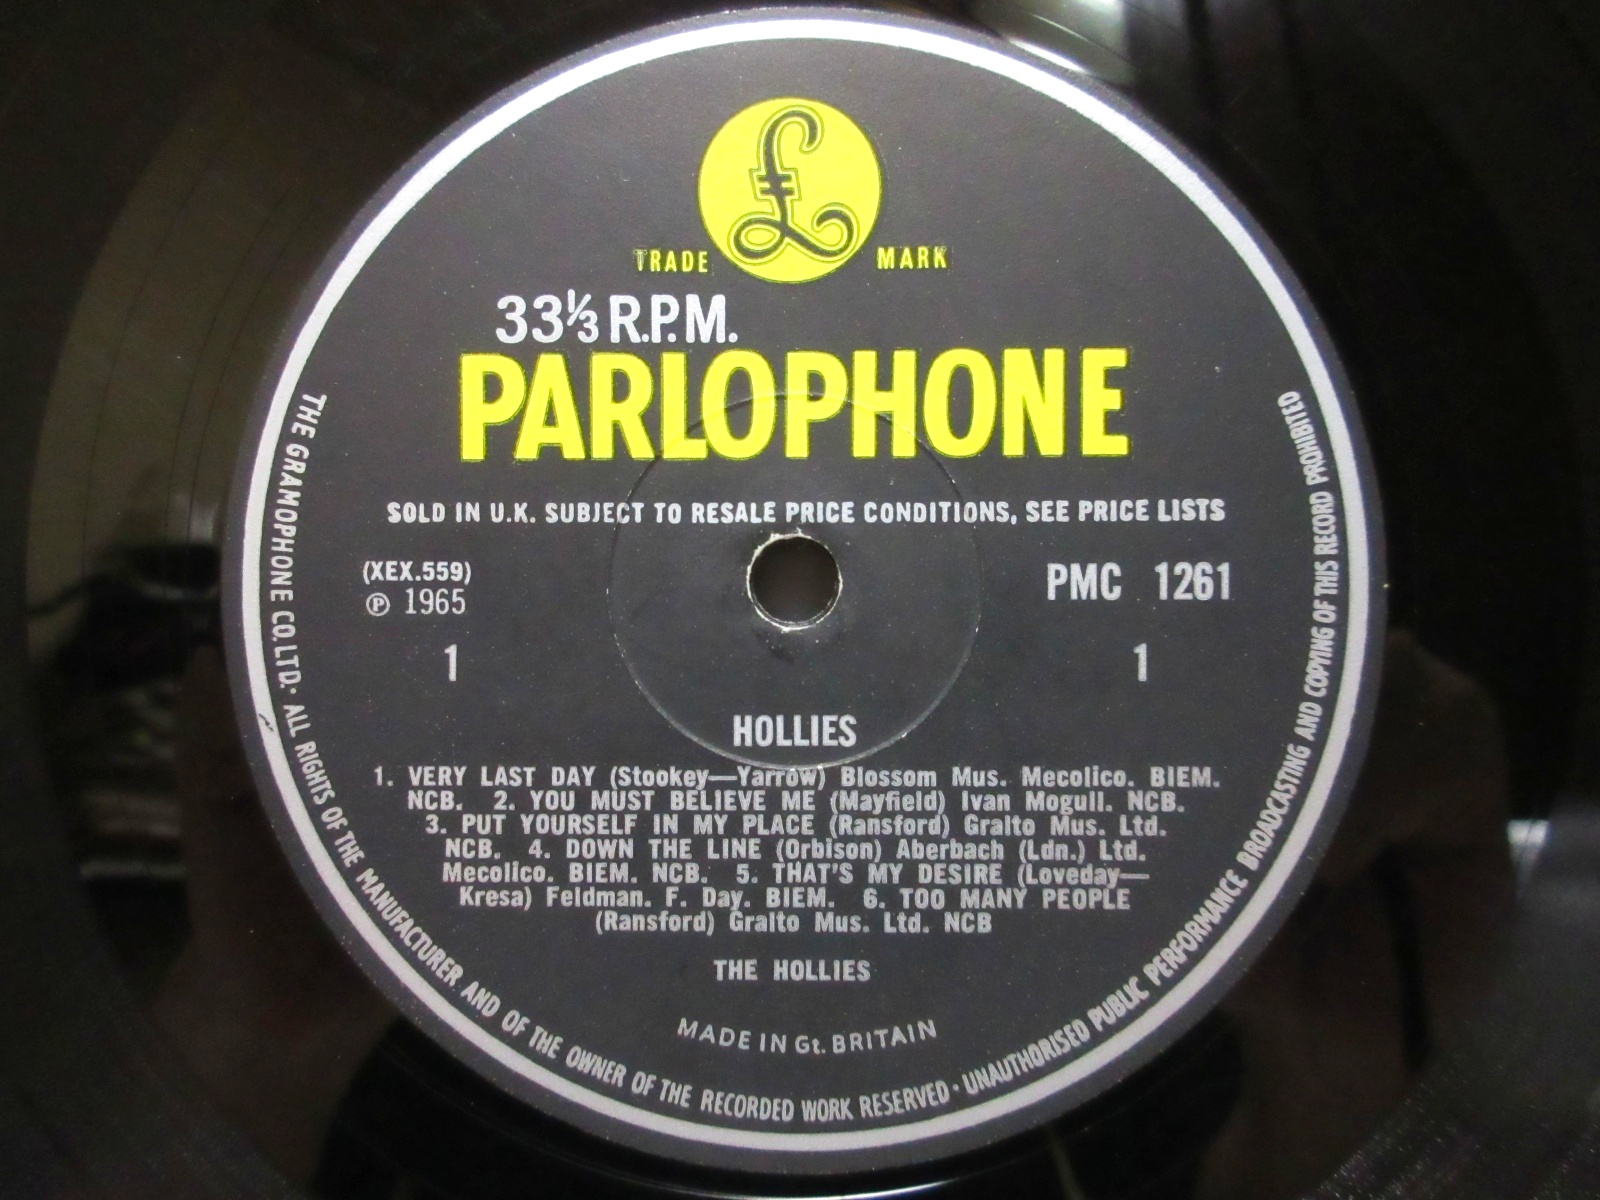 £
TRADE MARK
33⅓ R.P.M.
PARLOPHONE
SOLD IN U.K. SUBJECT TO RESALE PRICE CONDITIONS, SEE PRICE LISTS
(XEX.559)
℗ 1965
PMC 1261
1
1
HOLLIES
1. VERY LAST DAY (Stookey—Yarrow) Blossom Mus. Mecolico. BIEM.
NCB. 2. YOU MUST BELIEVE ME (Mayfield) Ivan Mogull. NCB.
3. PUT YOURSELF IN MY PLACE (Ransford) Gralto Mus. Ltd.
NCB. 4. DOWN THE LINE (Orbison) Aberbach (Ldn.) Ltd.
Mecolico. BIEM. NCB. 5. THAT'S MY DESIRE (Loveday—
Kresa) Feldman. F. Day. BIEM. 6. TOO MANY PEOPLE
(Ransford) Gralto Mus. Ltd. NCB
THE HOLLIES
MADE IN Gt. BRITAIN
THE GRAMOPHONE CO. LTD. · ALL RIGHTS OF THE MANUFACTURER AND OF THE OWNER OF THE RECORDED WORK RESERVED · UNAUTHORISED PUBLIC PERFORMANCE BROADCASTING AND COPYING OF THIS RECORD PROHIBITED